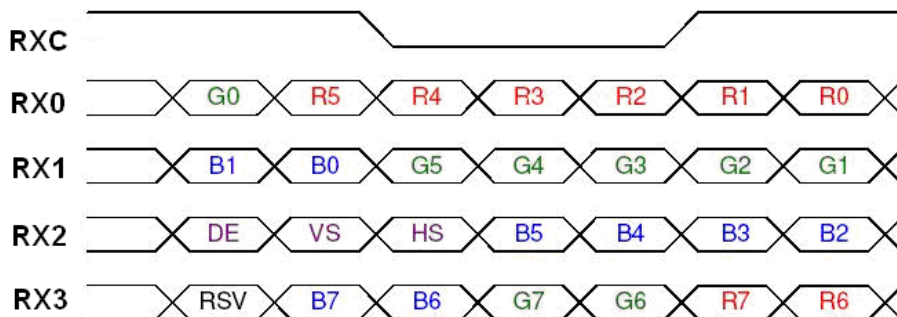 RXC
RX0 G0 R5 R4 R3 R2 R1 R0
RX1 B1 B0 G5 G4 G3 G2 G1
RX2 DE VS HS B5 B4 B3 B2
RX3 RSV B7 B6 G7 G6 R7 R6